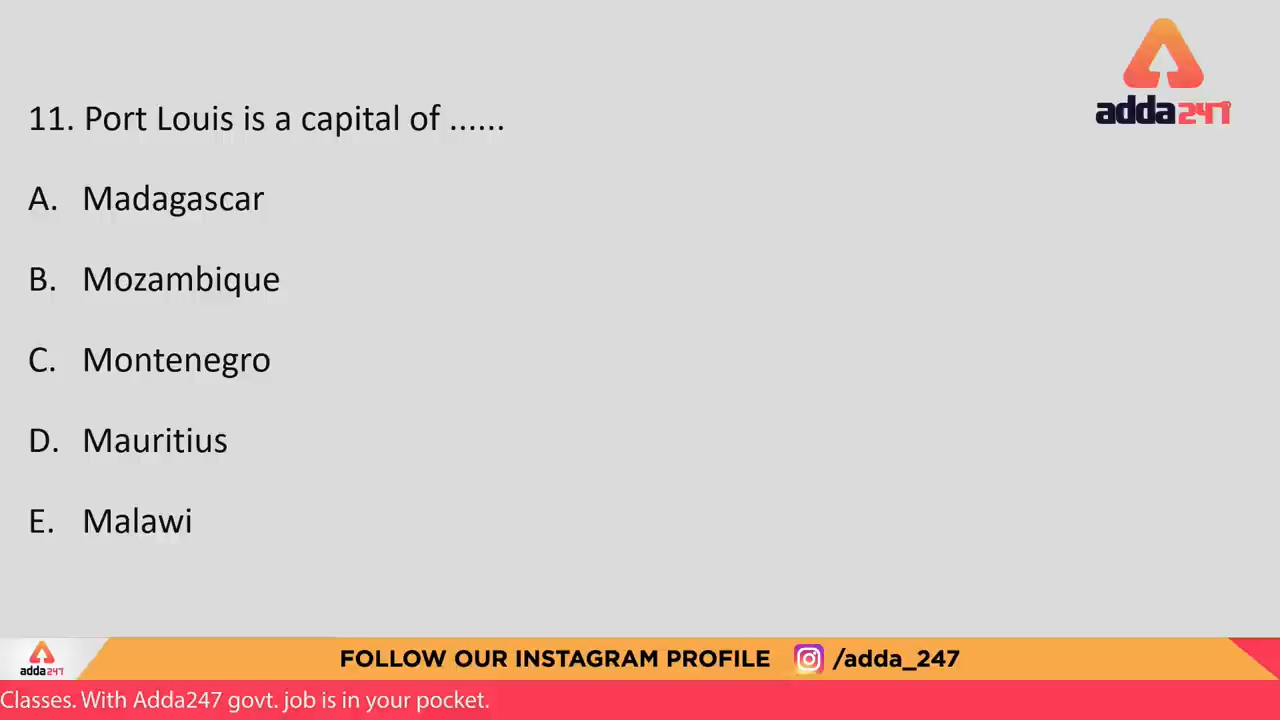 adda247
11. Port Louis is a capital of ......
A. Madagascar
B. Mozambique
C. Montenegro
D. Mauritius
E. Malawi
adda247
FOLLOW OUR INSTAGRAM PROFILE /adda_247
Classes. With Adda247 govt. job is in your pocket.